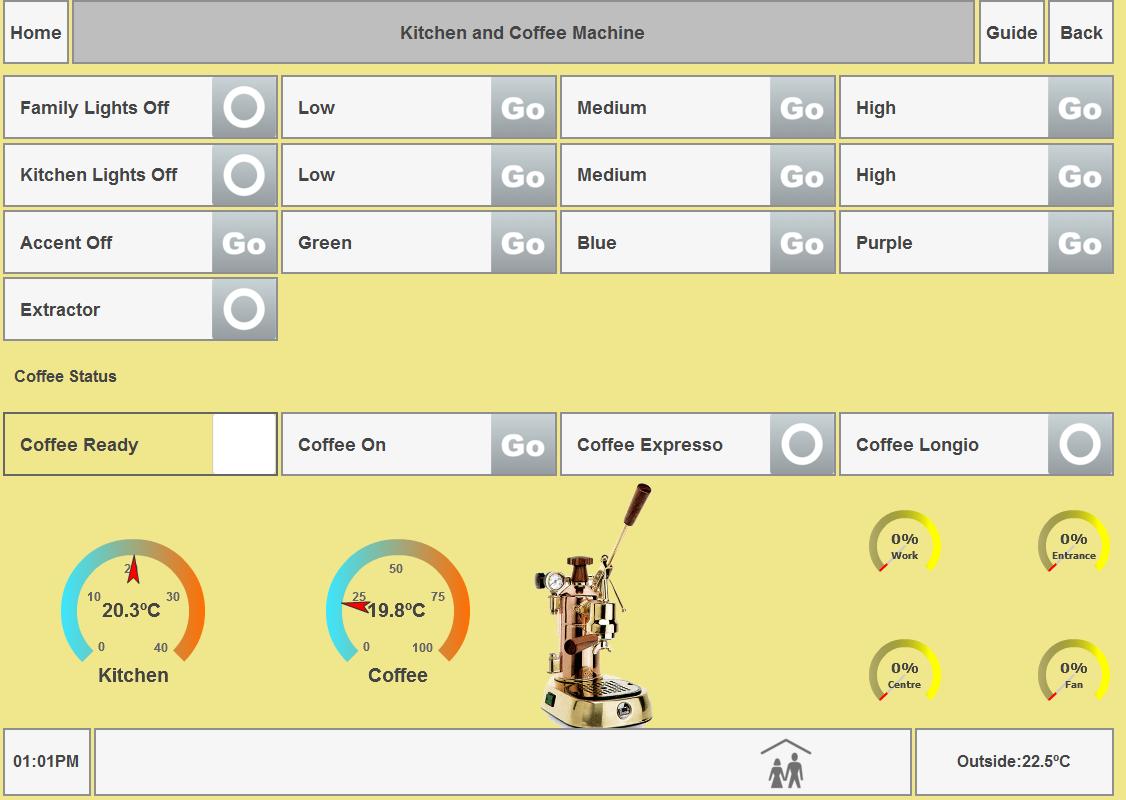 Home
Kitchen and Coffee Machine
Guide
Back
Family Lights Off
Low
Go
Medium
Go
High
Go
Kitchen Lights Off
Low
Go
Medium
Go
High
Go
Accent Off
Go
Green
Go
Blue
Go
Purple
Go
Extractor
Coffee Status
Coffee Ready
Coffee On
Go
Coffee Expresso
Coffee Longio
10
30
20.3ºC
0
40
Kitchen
50
25
75
19.8ºC
0
100
Coffee
0%
Work
0%
Entrance
0%
Centre
0%
Fan
01:01PM
Outside:22.5ºC